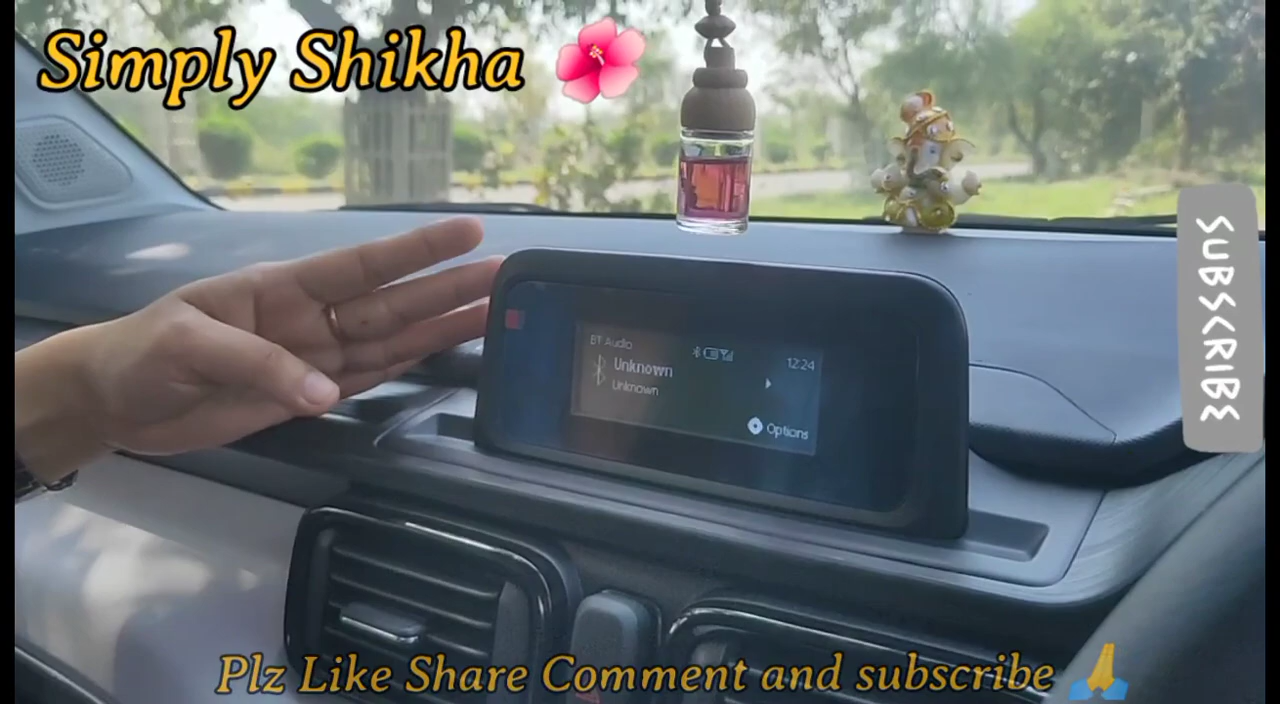 Simply Shikha
SUBSCRIBE
BT Audio
12:24
Unknown
Unknown
Options
Plz Like Share Comment and subscribe